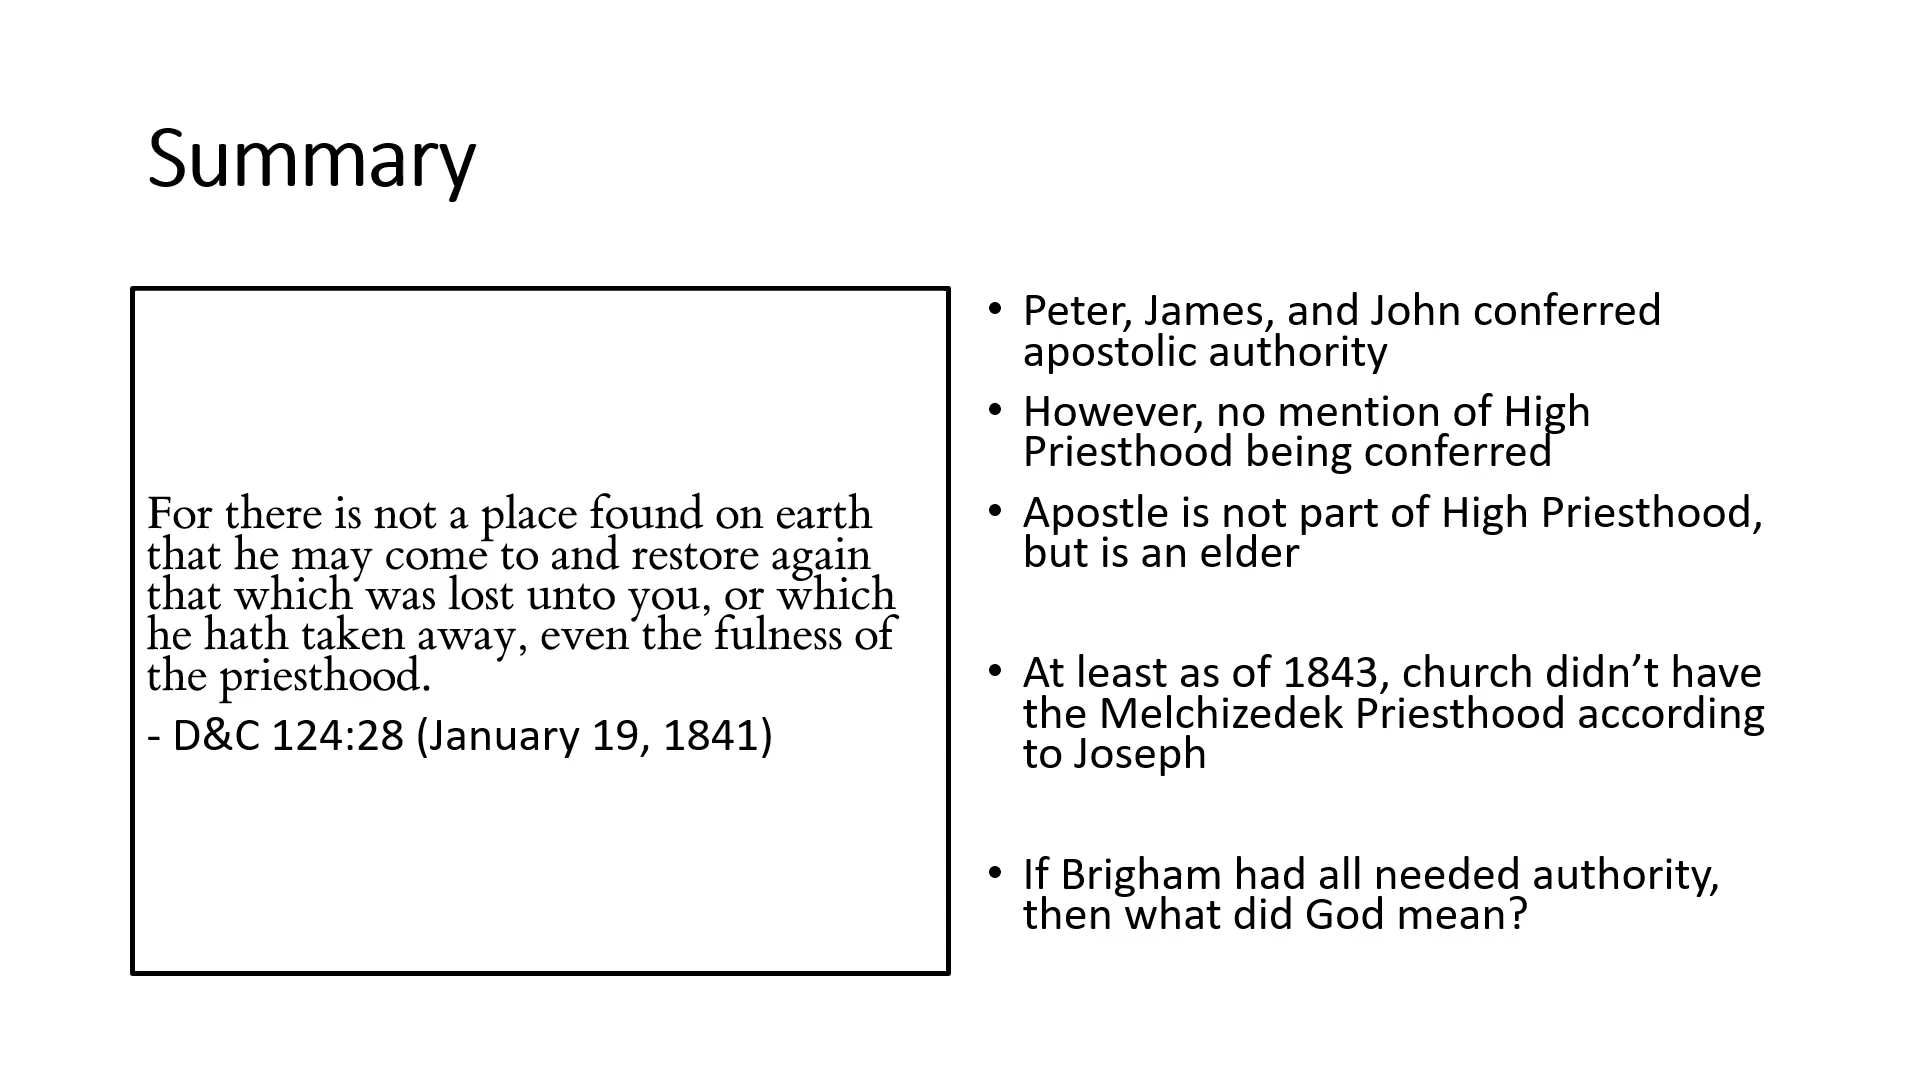 Summary
For there is not a place found on earth
that he may come to and restore again
that which was lost unto you, or which
he hath taken away, even the fulness of
the priesthood.
- D&C 124:28 (January 19, 1841)
• Peter, James, and John conferred
apostolic authority
• However, no mention of High
Priesthood being conferred
• Apostle is not part of High Priesthood,
but is an elder
• At least as of 1843, church didn’t have
the Melchizedek Priesthood according
to Joseph
• If Brigham had all needed authority,
then what did God mean?